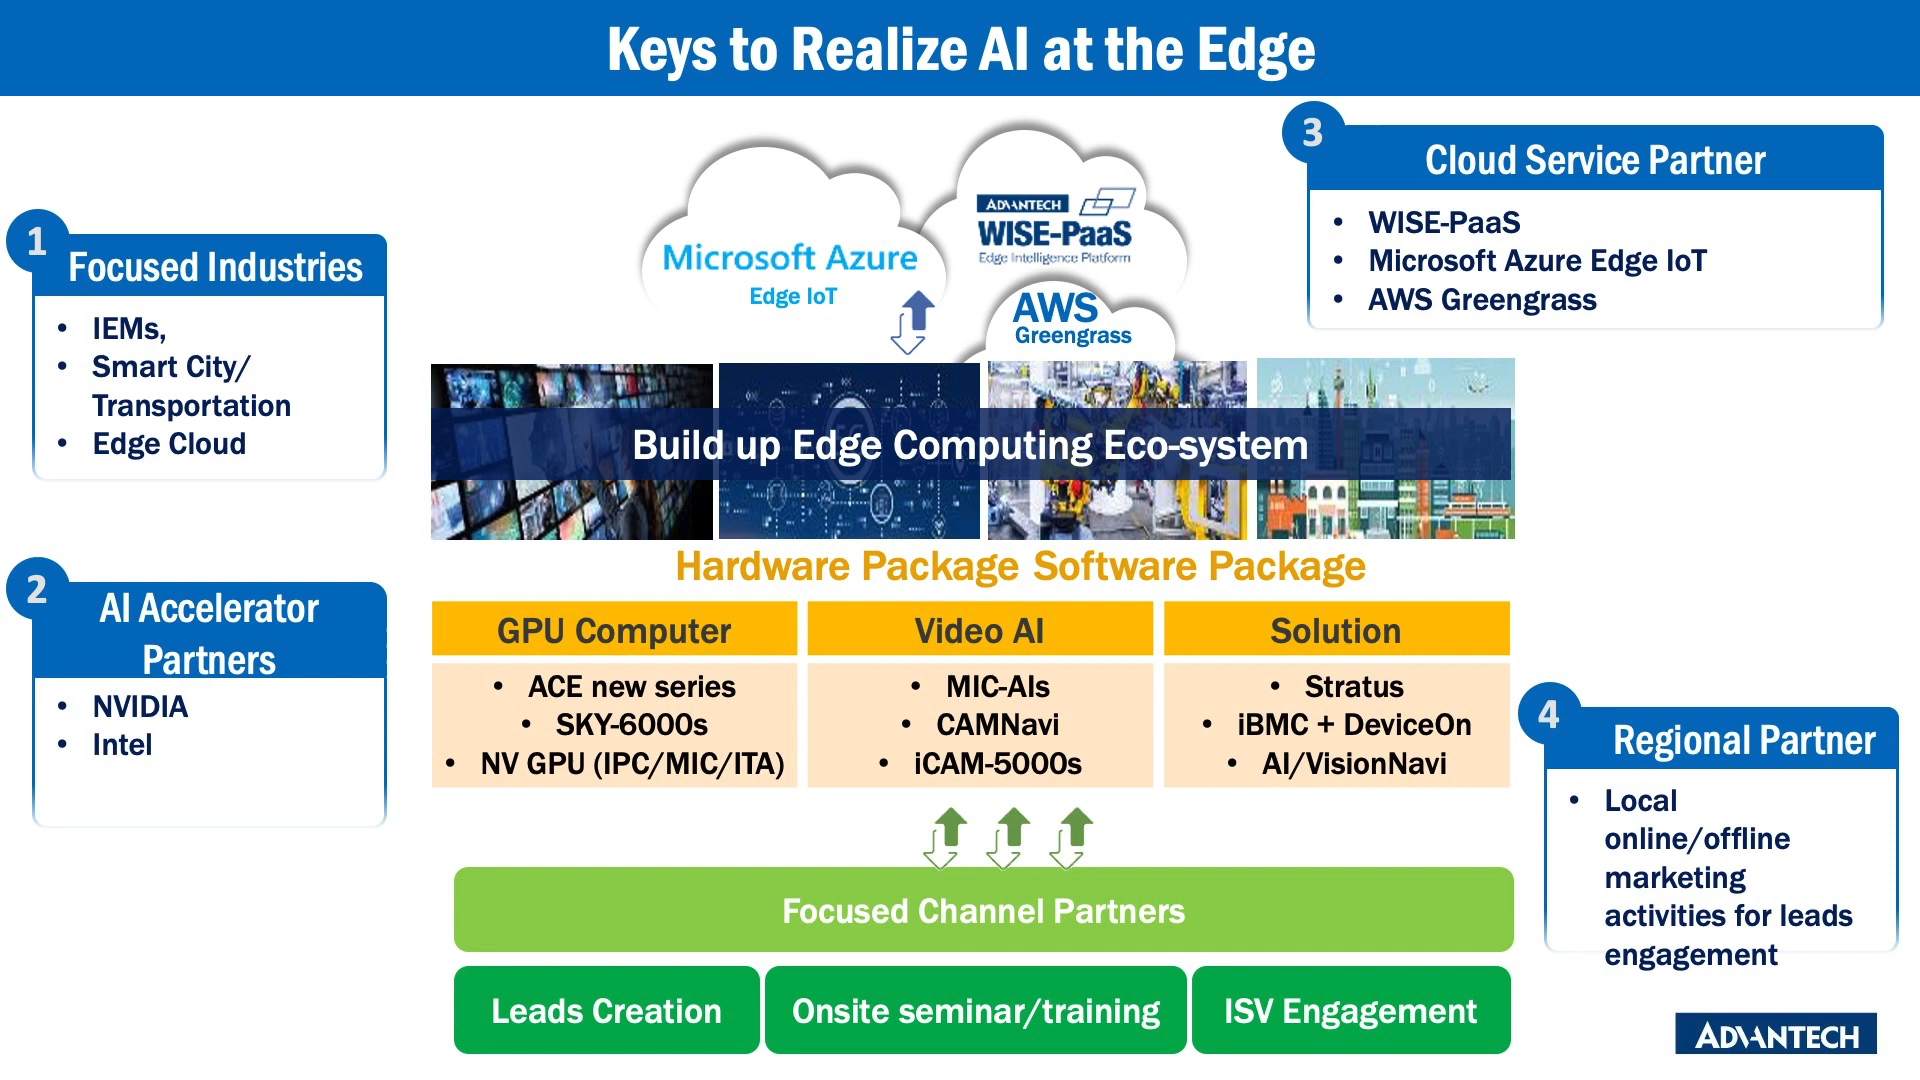 Keys to Realize AI at the Edge
1
Focused Industries
• IEMs,
• Smart City/
Transportation
• Edge Cloud
2
AI Accelerator
Partners
• NVIDIA
• Intel
Microsoft Azure
Edge IoT
ADVANTECH
WISE-PaaS
Edge Intelligence Platform
AWS
Greengrass
Build up Edge Computing Eco-system
Hardware Package Software Package
GPU Computer
• ACE new series
• SKY-6000s
• NV GPU (IPC/MIC/ITA)
Video AI
• MIC-AIs
• CAMNavi
• iCAM-5000s
Solution
• Stratus
• iBMC + DeviceOn
• AI/VisionNavi
Focused Channel Partners
Leads Creation
Onsite seminar/training
ISV Engagement
3
Cloud Service Partner
• WISE-PaaS
• Microsoft Azure Edge IoT
• AWS Greengrass
4
Regional Partner
• Local
online/offline
marketing
activities for leads
engagement
ADVANTECH